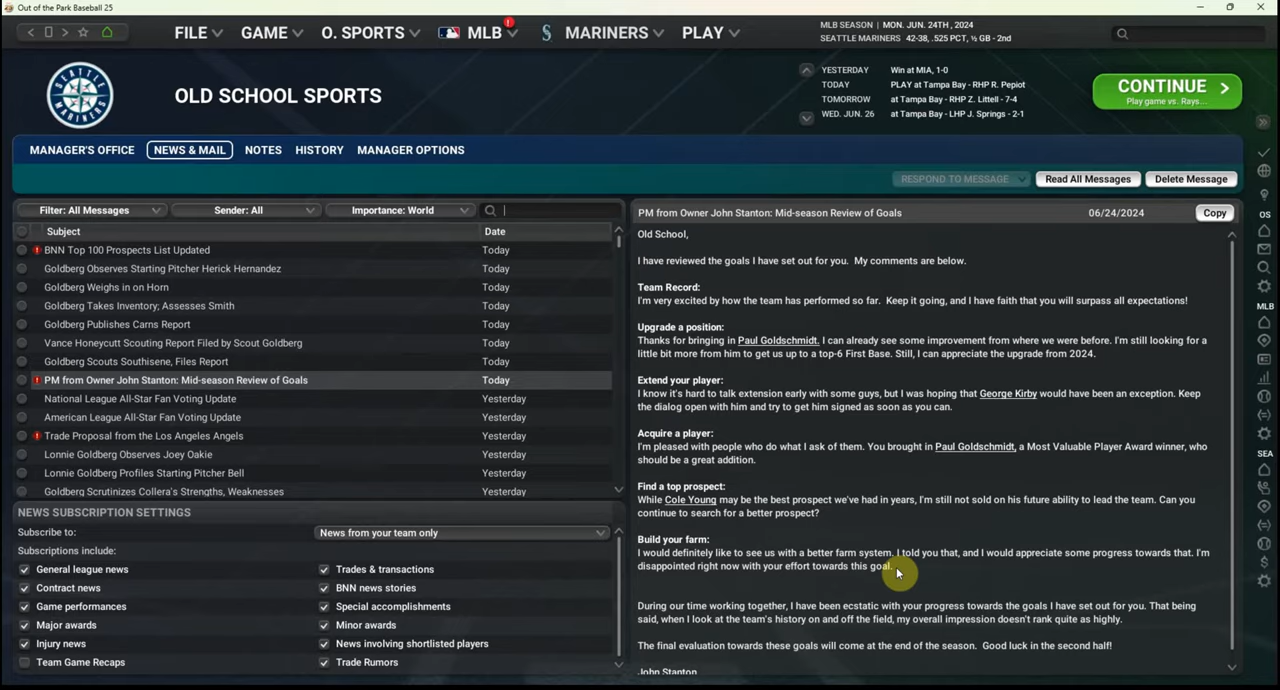 Out of the Park Baseball 25
FILE GAME O. SPORTS MLB MARINERS PLAY
MLB SEASON | MON. JUN. 24TH , 2024
SEATTLE MARINERS 42-38, .525 PCT, ½ GB - 2nd
SEATTLE MARINERS
OLD SCHOOL SPORTS
YESTERDAY Win at MIA, 1-0
TODAY PLAY at Tampa Bay - RHP R. Pepiot
TOMORROW at Tampa Bay - RHP Z. Littell - 7-4
WED. JUN. 26 at Tampa Bay - LHP J. Springs - 2-1
CONTINUE
Play game vs. Rays....
MANAGER'S OFFICE NEWS & MAIL NOTES HISTORY MANAGER OPTIONS
RESPOND TO MESSAGE Read All Messages Delete Message
Filter: All Messages Sender: All Importance: World
Subject Date
BNN Top 100 Prospects List Updated Today
Goldberg Observes Starting Pitcher Herick Hernandez Today
Goldberg Weighs in on Horn Today
Goldberg Takes Inventory; Assesses Smith Today
Goldberg Publishes Carns Report Today
Vance Honeycutt Scouting Report Filed by Scout Goldberg Today
Goldberg Scouts Southisene, Files Report Today
PM from Owner John Stanton: Mid-season Review of Goals Today
National League All-Star Fan Voting Update Yesterday
American League All-Star Fan Voting Update Yesterday
Trade Proposal from the Los Angeles Angels Yesterday
Lonnie Goldberg Observes Joey Oakie Yesterday
Lonnie Goldberg Profiles Starting Pitcher Bell Yesterday
Goldberg Scrutinizes Collera's Strengths, Weaknesses Yesterday
NEWS SUBSCRIPTION SETTINGS
Subscribe to: News from your team only
Subscriptions include:
General league news Trades & transactions
Contract news BNN news stories
Game performances Special accomplishments
Major awards Minor awards
Injury news News involving shortlisted players
Team Game Recaps Trade Rumors
PM from Owner John Stanton: Mid-season Review of Goals 06/24/2024 Copy
Old School,
I have reviewed the goals I have set out for you. My comments are below.
Team Record:
I'm very excited by how the team has performed so far. Keep it going, and I have faith that you will surpass all expectations!
Upgrade a position:
Thanks for bringing in Paul Goldschmidt. I can already see some improvement from where we were before. I'm still looking for a
little bit more from him to get us up to a top-6 First Base. Still, I can appreciate the upgrade from 2024.
Extend your player:
I know it's hard to talk extension early with some guys, but I was hoping that George Kirby would have been an exception. Keep
the dialog open with him and try to get him signed as soon as you can.
Acquire a player:
I'm pleased with people who do what I ask of them. You brought in Paul Goldschmidt, a Most Valuable Player Award winner, who
should be a great addition.
Find a top prospect:
While Cole Young may be the best prospect we've had in years, I'm still not sold on his future ability to lead the team. Can you
continue to search for a better prospect?
Build your farm:
I would definitely like to see us with a better farm system. I told you that, and I would appreciate some progress towards that. I'm
disappointed right now with your effort towards this goal.
During our time working together, I have been ecstatic with your progress towards the goals I have set out for you. That being
said, when I look at the team's history on and off the field, my overall impression doesn't rank quite as highly.
The final evaluation towards these goals will come at the end of the season. Good luck in the second half!
John Stanton
OS
MLB
SEA